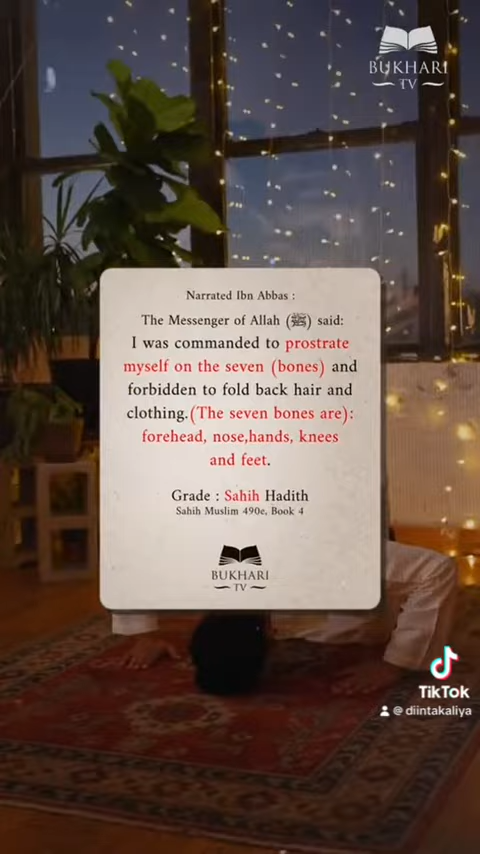 BUKHARI
TV
Narrated Ibn Abbas :
The Messenger of Allah (ﷺ) said:
I was commanded to prostrate
myself on the seven (bones) and
forbidden to fold back hair and
clothing.(The seven bones are):
forehead, nose,hands, knees
and feet.
Grade : Sahih Hadith
Sahih Muslim 490e, Book 4
BUKHARI
TV
TikTok
@ diintakaliya